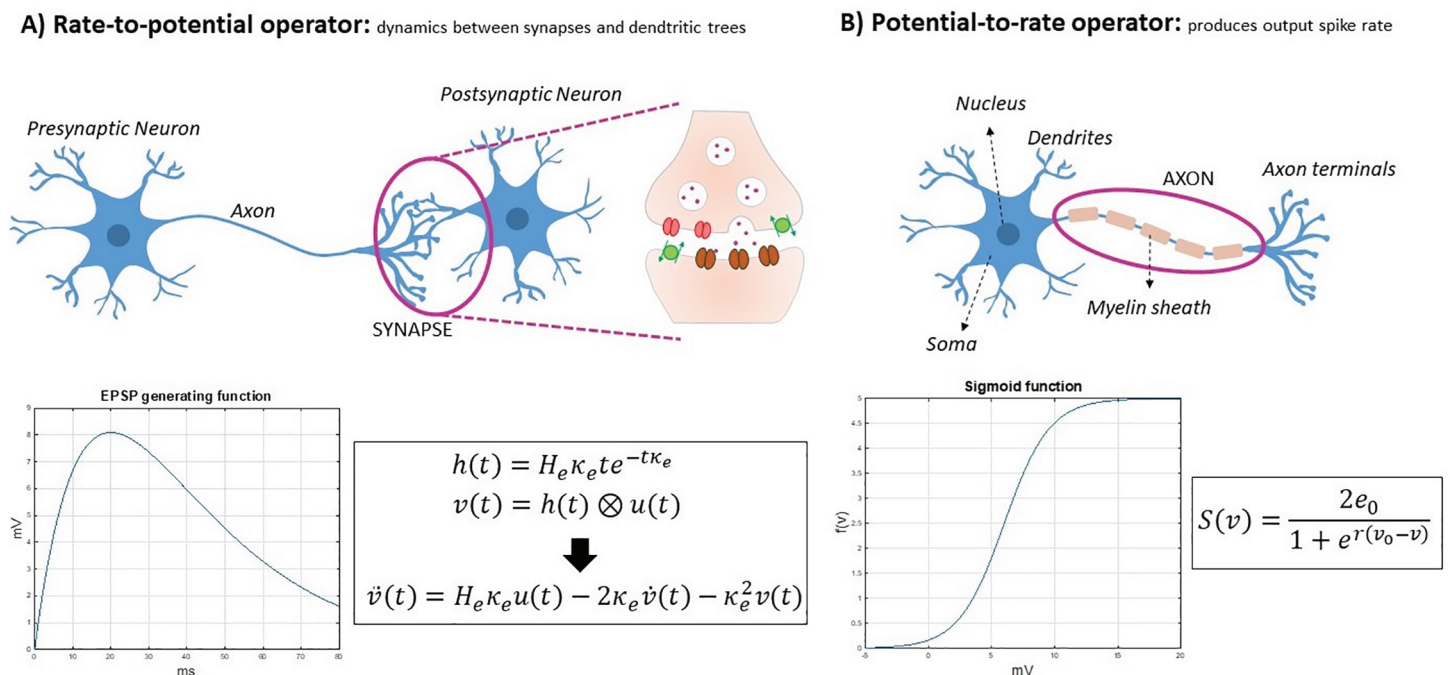 A) Rate-to-potential operator: dynamics between synapses and dendtritic trees
Presynaptic Neuron
Axon
Postsynaptic Neuron
SYNAPSE
EPSP generating function
mV
9
8
7
6
5
4
3
2
1
0
0 10 20 30 40 50 60 70 80
ms
h(t) = H_e κ_e t e^{−tκ_e}
v(t) = h(t) ⊗ u(t)
v̈(t) = H_e κ_e u(t) − 2κ_e v̇(t) − κ_e^2 v(t)
B) Potential-to-rate operator: produces output spike rate
Nucleus
Dendrites
AXON
Axon terminals
Myelin sheath
Soma
Sigmoid function
f(v)
5
4.5
4
3.5
3
2.5
2
1.5
1
0.5
0
-5 0 5 10 15 20
mV
S(v) = 2e_0 / (1 + e^{r(v_0−v)})